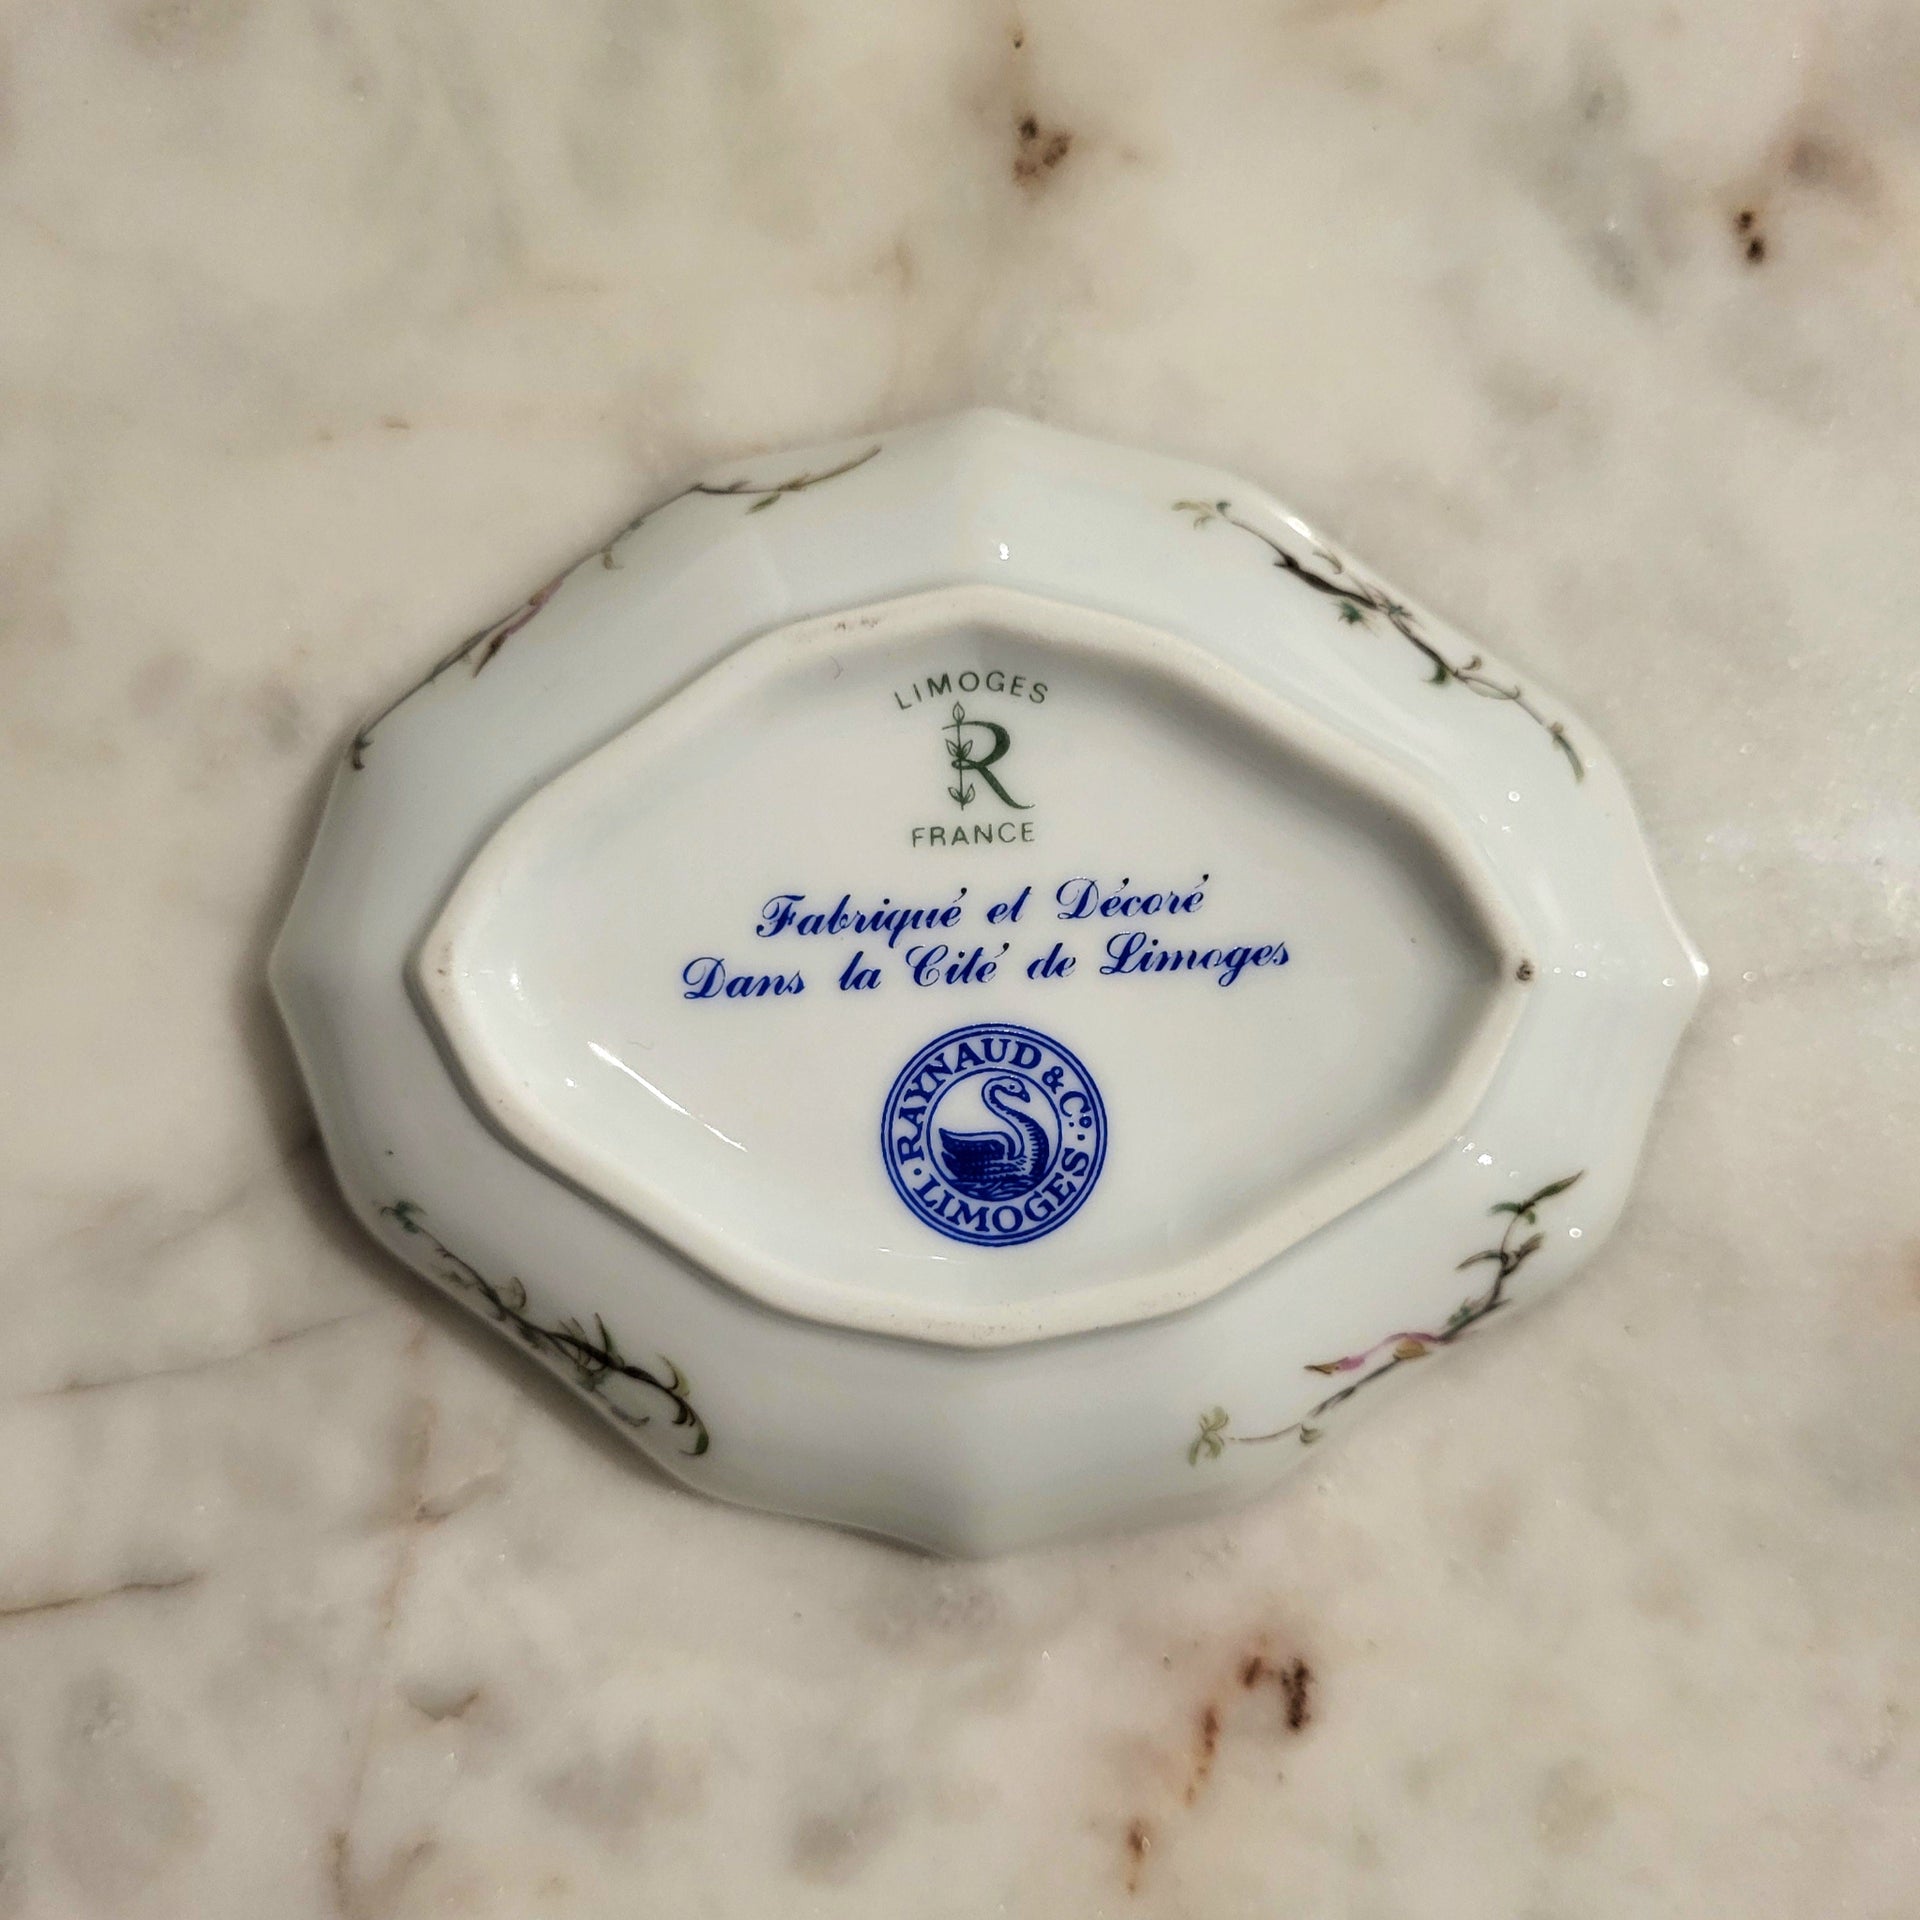 LIMOGES
R
FRANCE
Fabriqué et Décoré
Dans la Cité de Limoges
RAYNAUD & Co.
· LIMOGES ·